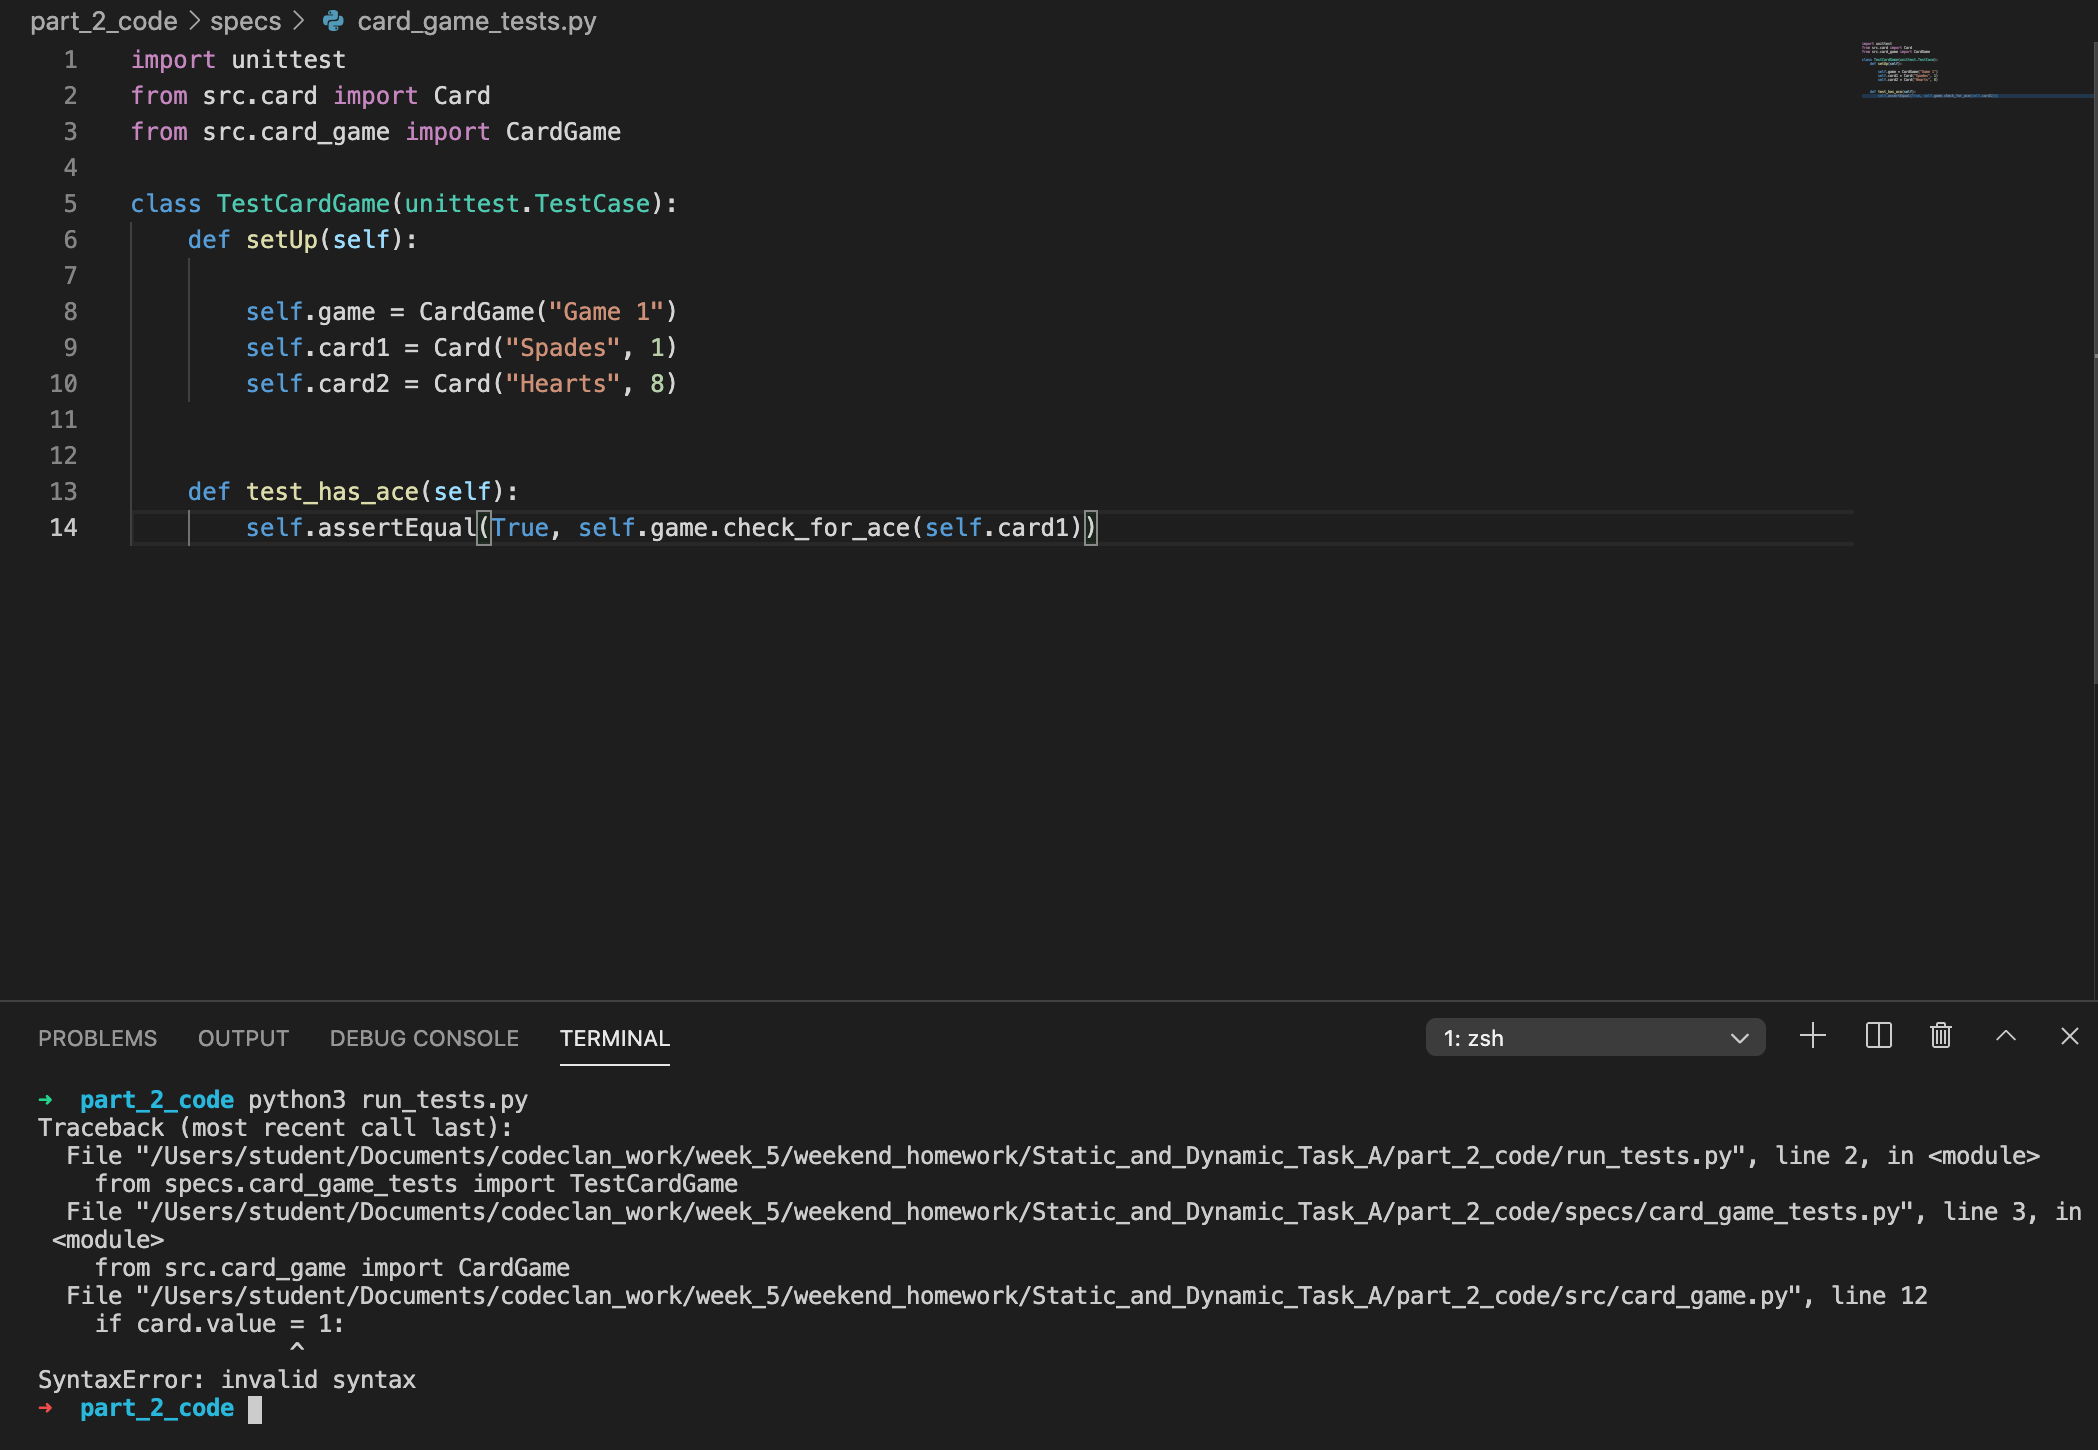 part_2_code > specs > card_game_tests.py
1 import unittest
2 from src.card import Card
3 from src.card_game import CardGame
4
5 class TestCardGame(unittest.TestCase):
6 def setUp(self):
7
8 self.game = CardGame("Game 1")
9 self.card1 = Card("Spades", 1)
10 self.card2 = Card("Hearts", 8)
11
12
13 def test_has_ace(self):
14 self.assertEqual(True, self.game.check_for_ace(self.card1))
PROBLEMS OUTPUT DEBUG CONSOLE TERMINAL 1: zsh
→ part_2_code python3 run_tests.py
Traceback (most recent call last):
File "/Users/student/Documents/codeclan_work/week_5/weekend_homework/Static_and_Dynamic_Task_A/part_2_code/run_tests.py", line 2, in <module>
from specs.card_game_tests import TestCardGame
File "/Users/student/Documents/codeclan_work/week_5/weekend_homework/Static_and_Dynamic_Task_A/part_2_code/specs/card_game_tests.py", line 3, in
<module>
from src.card_game import CardGame
File "/Users/student/Documents/codeclan_work/week_5/weekend_homework/Static_and_Dynamic_Task_A/part_2_code/src/card_game.py", line 12
if card.value = 1:
^
SyntaxError: invalid syntax
→ part_2_code